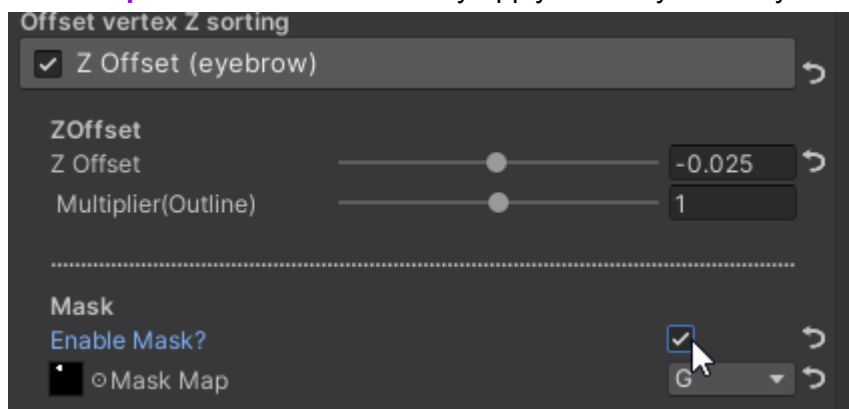 Offset vertex Z sorting
Z Offset (eyebrow)
ZOffset
Z Offset -0.025
Multiplier(Outline) 1
Mask
Enable Mask?
Mask Map G